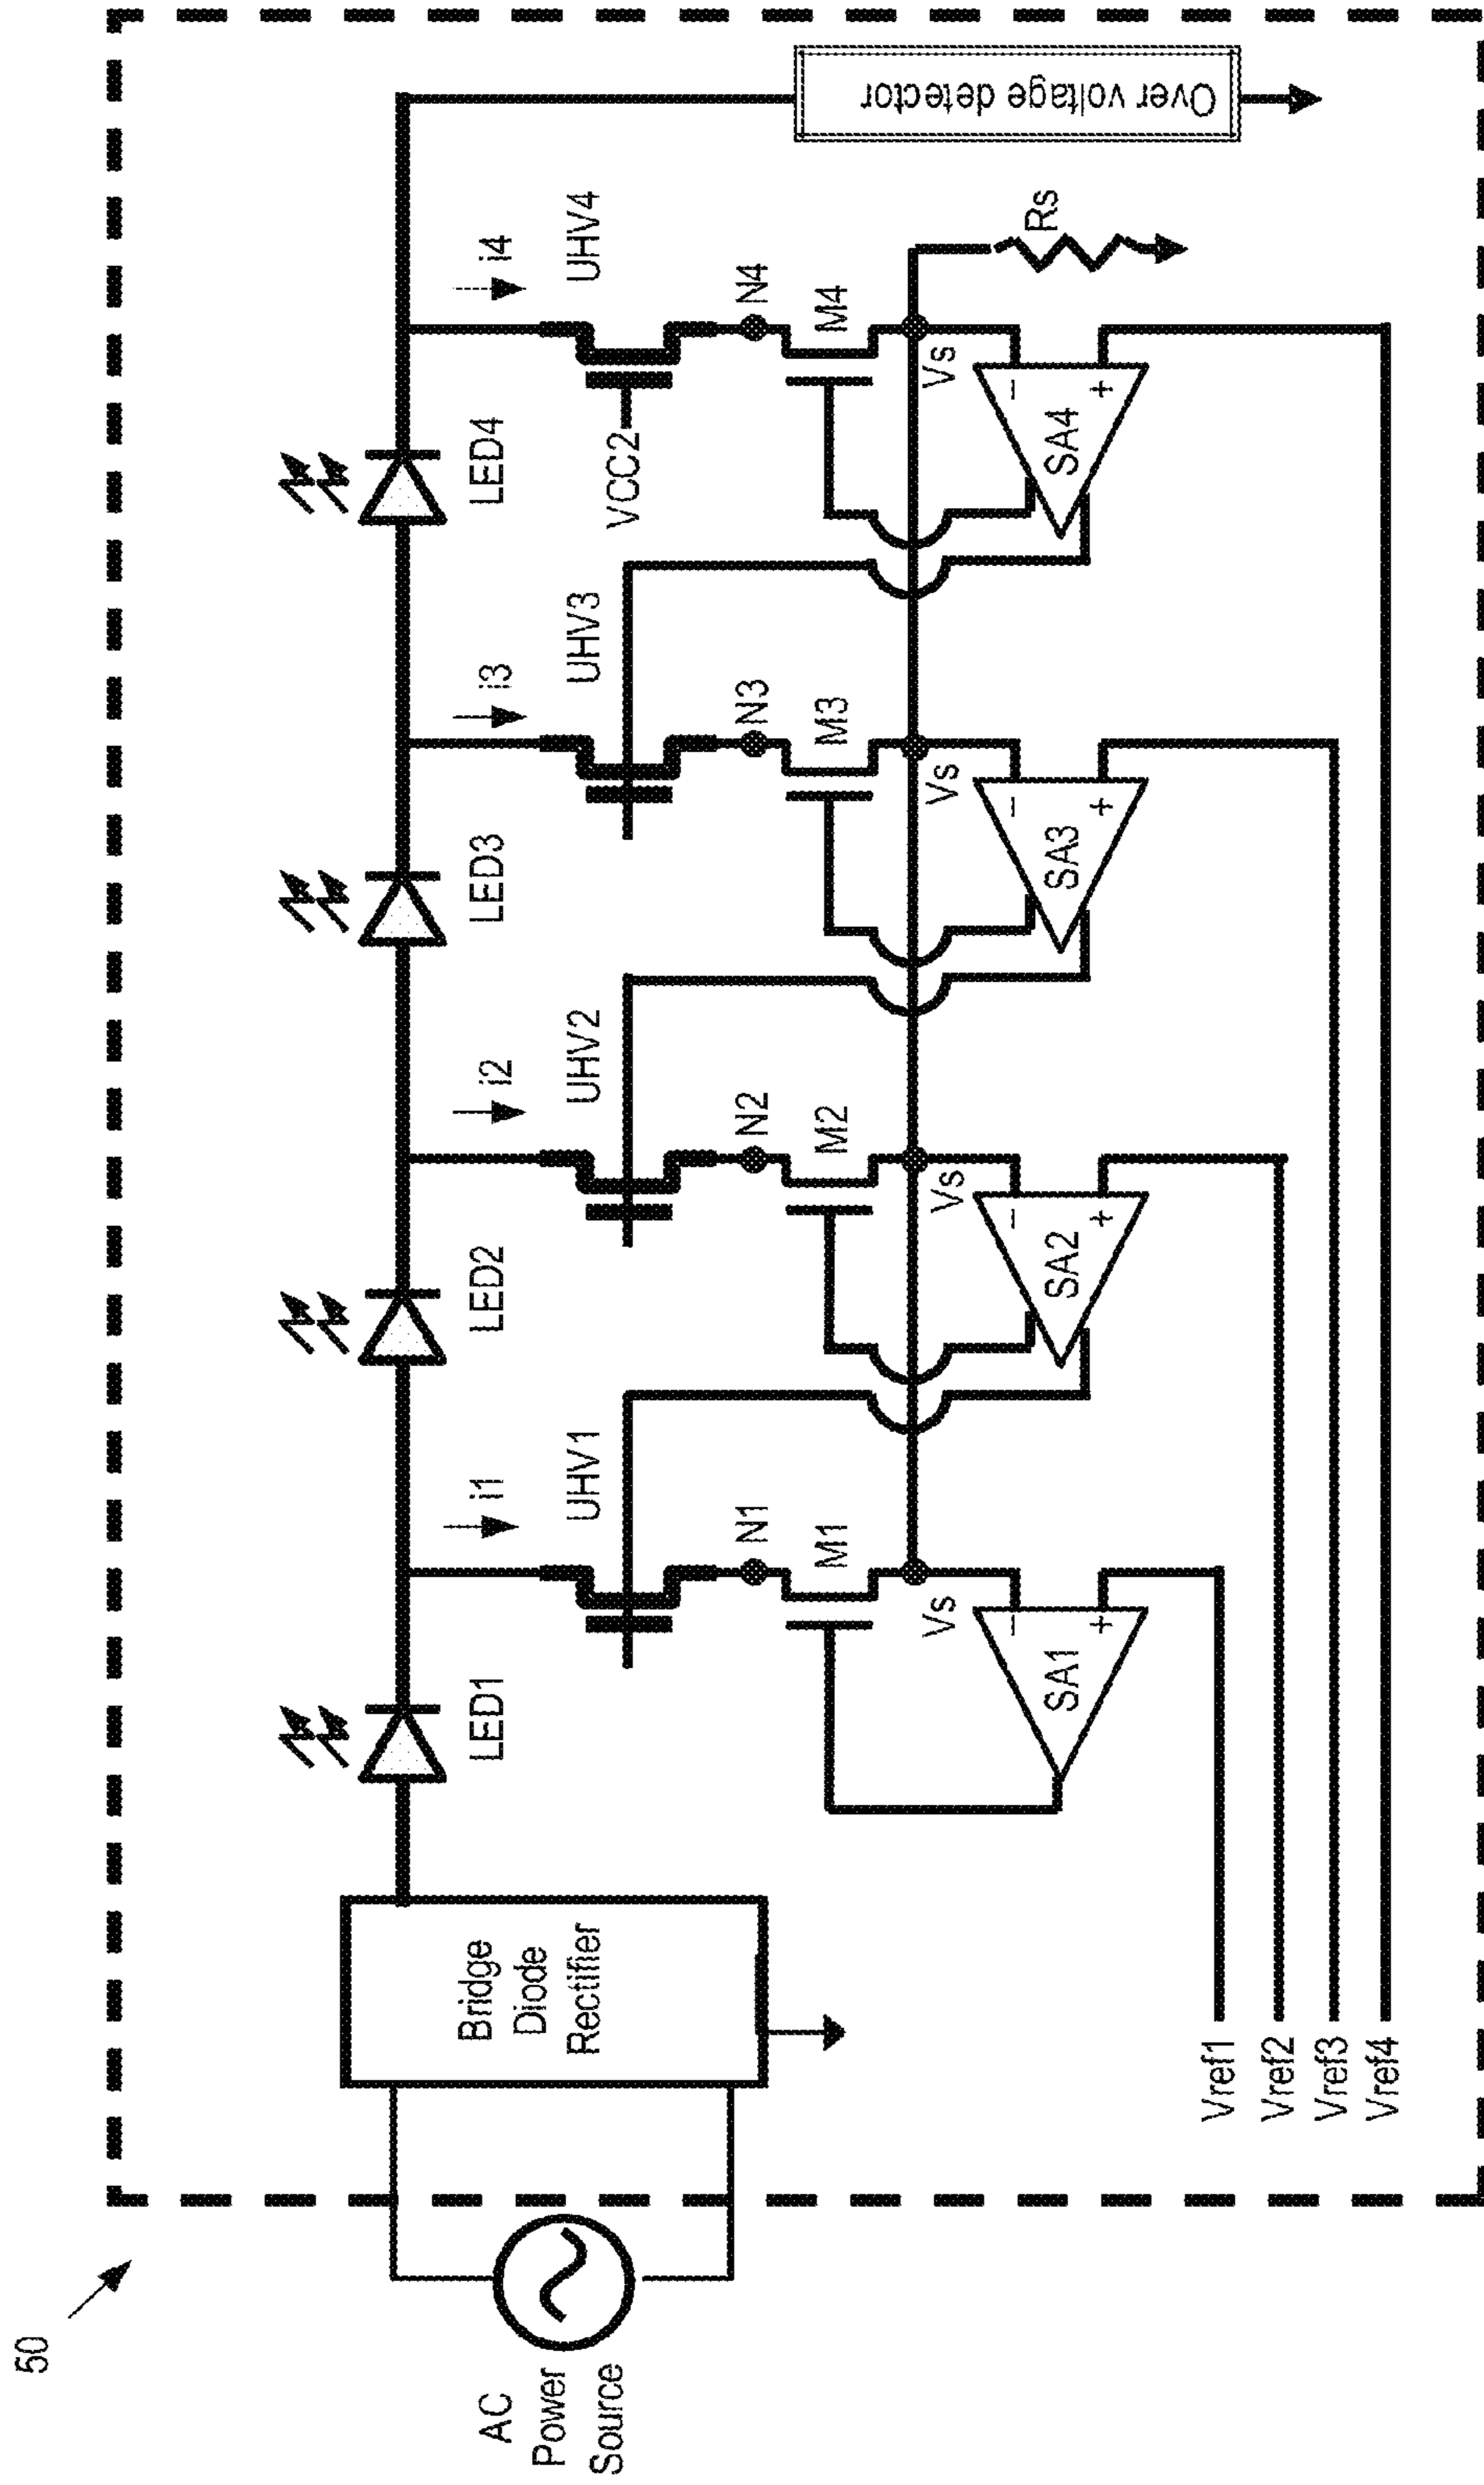 50
AC
Power
Source
Bridge
Diode
Rectifier
LED1
LED2
LED3
LED4
i1
i2
i3
i4
UHV1
UHV2
UHV3
UHV4
VCC2
N1
N2
N3
N4
M1
M2
M3
M4
Vs
Vs
Vs
Vs
Rs
−
+
SA1
−
+
SA2
−
+
SA3
−
+
SA4
Over voltage detector
Vref1
Vref2
Vref3
Vref4